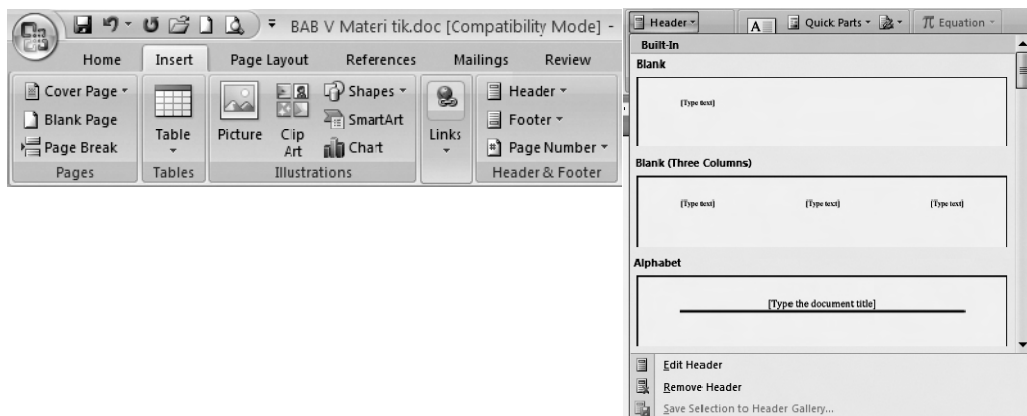 BAB V Materi tik.doc [Compatibility Mode] -
Home Insert Page Layout References Mailings Review
Cover Page
Blank Page
Page Break
Pages
Table
Tables
Picture
Clip Art
Shapes
SmartArt
Chart
Illustrations
Links
Header
Footer
Page Number
Header & Footer
Header
A
Quick Parts
π Equation
Built-In
Blank
[Type text]
Blank (Three Columns)
[Type text] [Type text] [Type text]
Alphabet
[Type the document title]
Edit Header
Remove Header
Save Selection to Header Gallery...